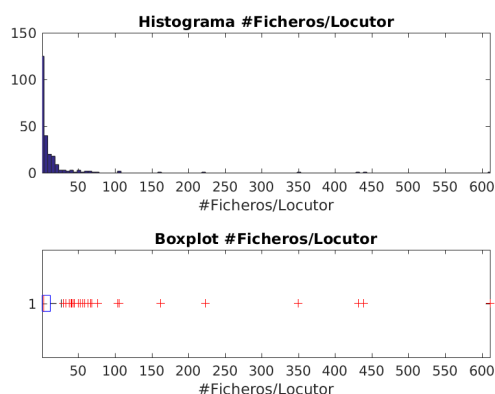 Histograma #Ficheros/Locutor
150
100
50
0
50 100 150 200 250 300 350 400 450 500 550 600
#Ficheros/Locutor
Boxplot #Ficheros/Locutor
1
50 100 150 200 250 300 350 400 450 500 550 600
#Ficheros/Locutor